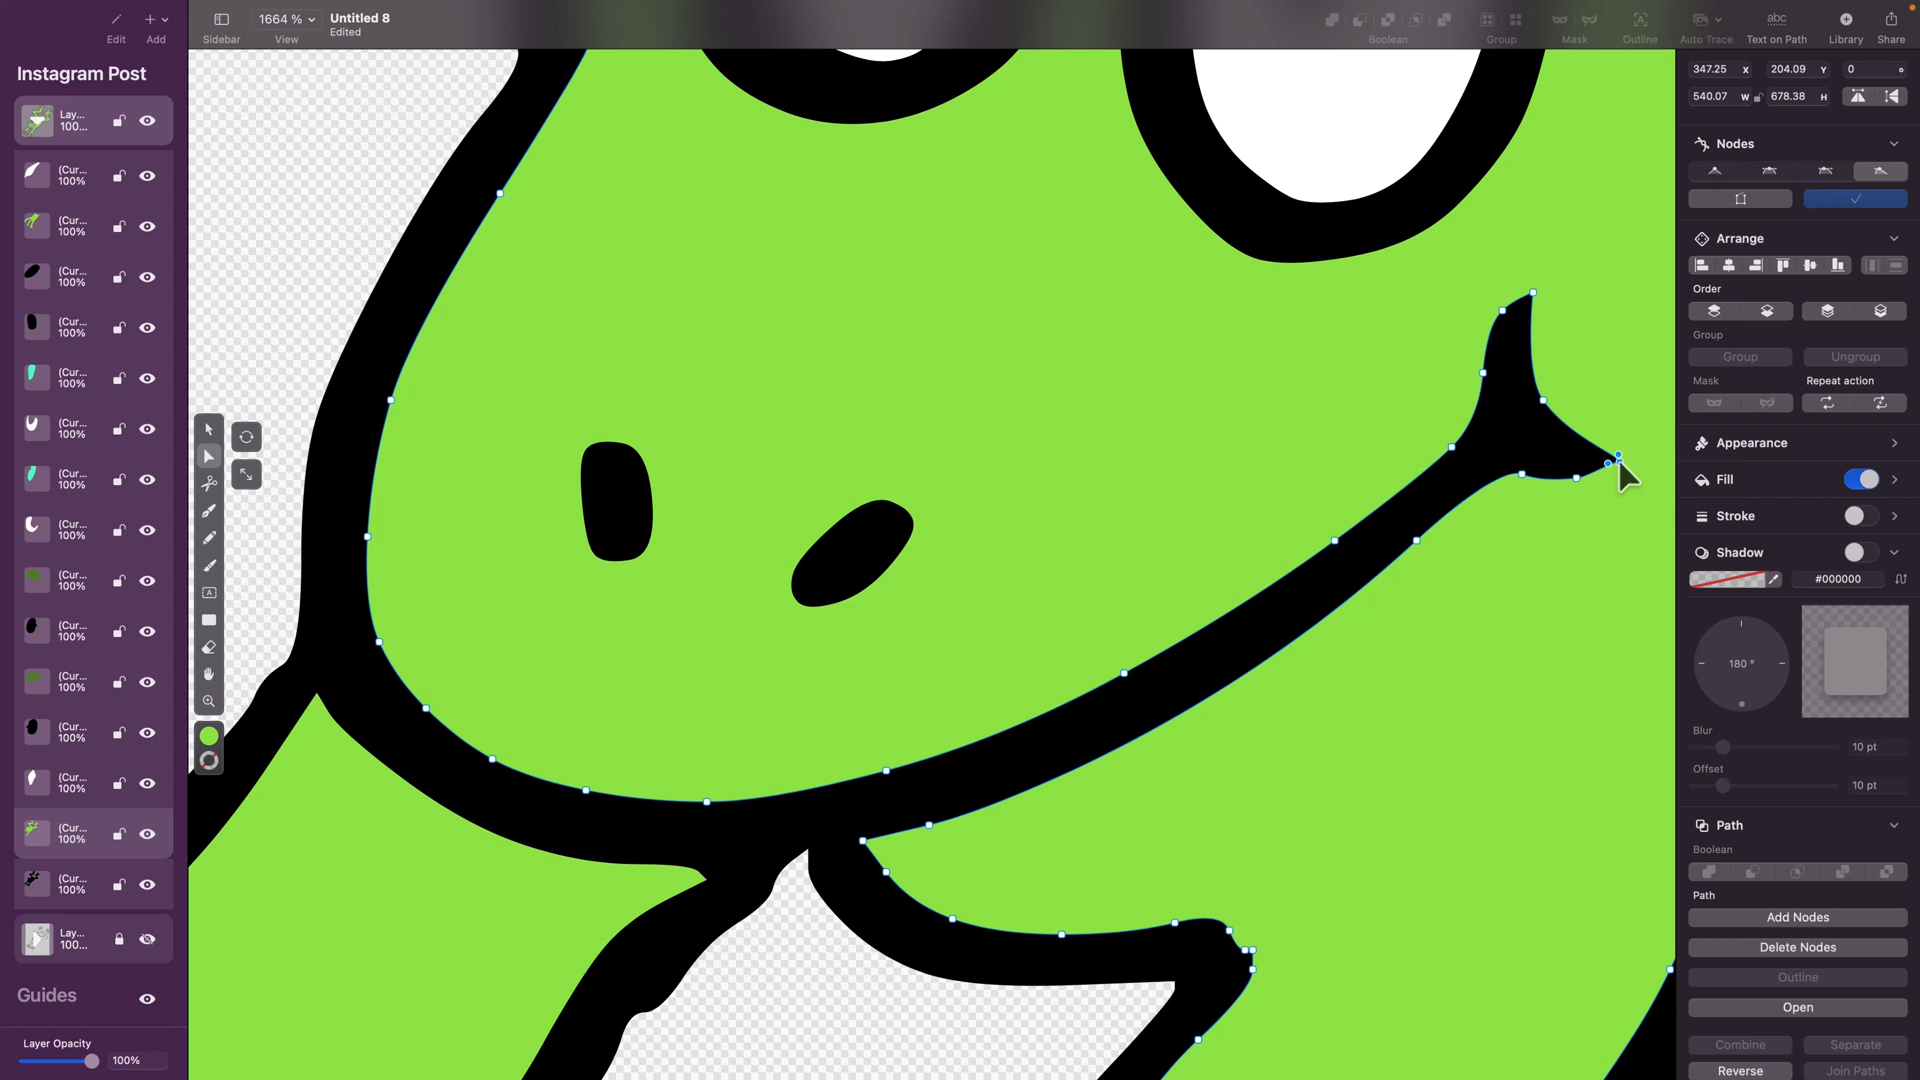 Edit
Add
Sidebar
1664 %
View
Untitled 8
Edited
Boolean
Group
Mask
Outline
Auto Trace
abc
Text on Path
Library
Share
Instagram Post
Lay...
100...
(Cur...
100%
(Cur...
100%
(Cur...
100%
(Cur...
100%
(Cur...
100%
(Cur...
100%
(Cur...
100%
(Cur...
100%
(Cur...
100%
(Cur...
100%
(Cur...
100%
(Cur...
100%
(Cur...
100%
(Cur...
100%
(Cur...
100%
Lay...
100...
Guides
Layer Opacity
100%
347.25 X 204.09 Y 0 °
540.07 W 678.38 H
Nodes
Arrange
Order
Group
Group Ungroup
Mask Repeat action
Appearance
Fill
Stroke
Shadow
#000000
180 °
Blur
10 pt
Offset
10 pt
Path
Boolean
Path
Add Nodes
Delete Nodes
Outline
Open
Combine Separate
Reverse Join Paths